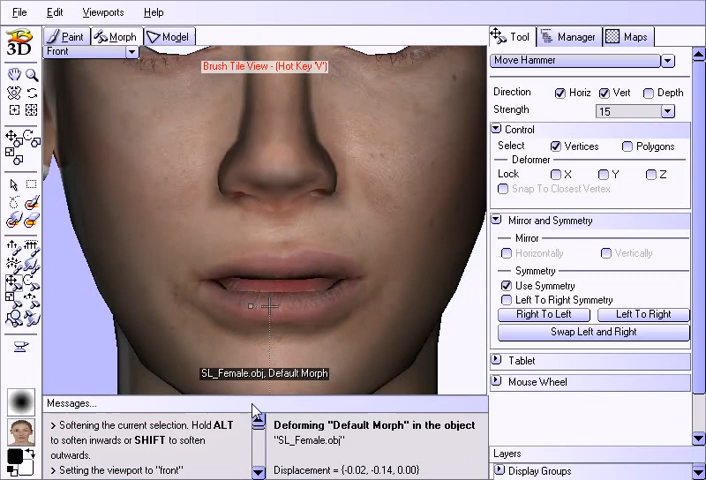 File Edit Viewports Help
3D
Paint Morph Model
Tool Manager Maps
Front
Brush Tile View - (Hot Key 'V')
Move Hammer
Direction Horiz Vert Depth
Strength 15
Control
Select Vertices Polygons
Deformer
Lock X Y Z
Snap To Closest Vertex
Mirror and Symmetry
Mirror
Horizontally Vertically
Symmetry
Use Symmetry
Left To Right Symmetry
Right To Left Left To Right
Swap Left and Right
Tablet
Mouse Wheel
SL_Female.obj, Default Morph
Messages...
> Softening the current selection. Hold ALT
to soften inwards or SHIFT to soften
outwards.
> Setting the viewport to "front"
Deforming "Default Morph" in the object
"SL_Female.obj"
Displacement = {-0.02, -0.14, 0.00}
Layers
Display Groups